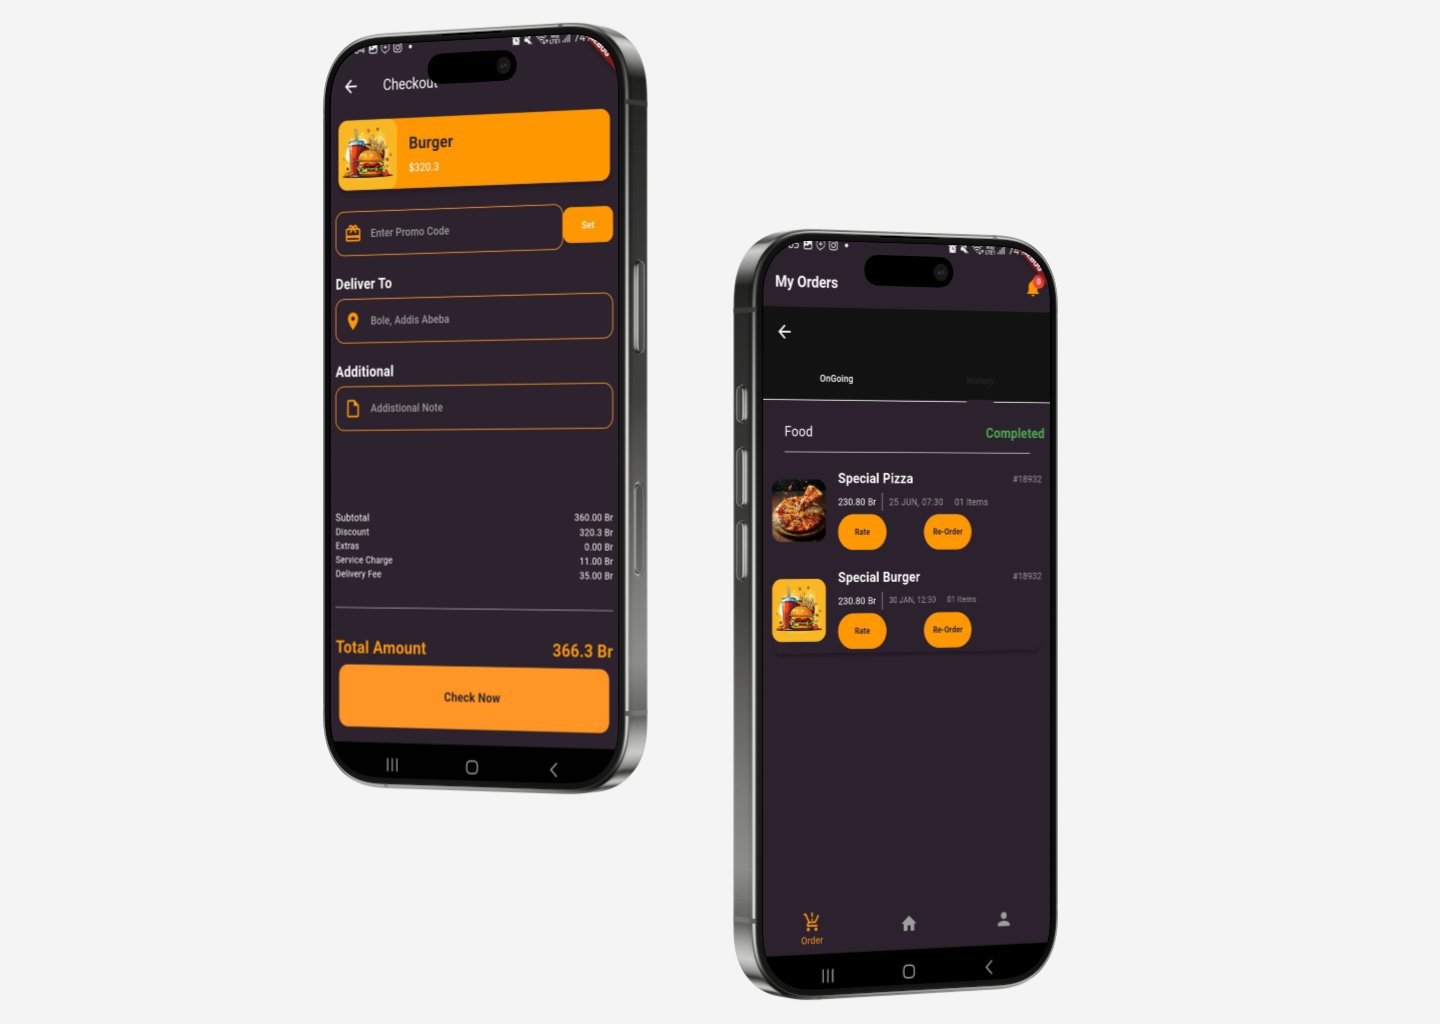 Checkout
Burger
$320.3
Enter Promo Code
Set
Deliver To
Bole, Addis Abeba
Additional
Addistional Note
Subtotal 360.00 Br
Discount 320.3 Br
Extras 0.00 Br
Service Charge 11.00 Br
Delivery Fee 35.00 Br
Total Amount 366.3 Br
Check Now
My Orders
OnGoing History
Food Completed
Special Pizza #18932
230.80 Br 25 JUN, 07:30 01 Items
Rate Re-Order
Special Burger #18932
230.80 Br 30 JAN, 12:30 01 Items
Rate Re-Order
Order